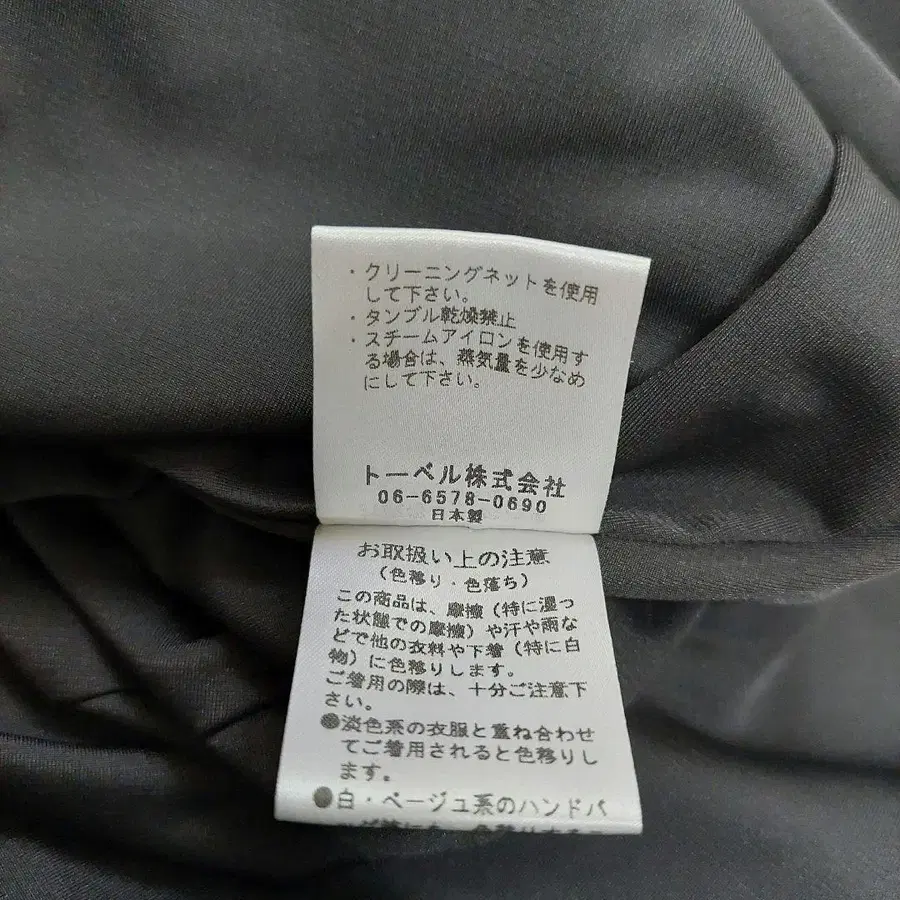 ・クリーニングネットを使用
して下さい。
・タンブル乾燥禁止
・スチームアイロンを使用す
る場合は、蒸気量を少なめ
にして下さい。
トーベル株式会社
06-6578-0690
日本製
お取扱い上の注意
(色移り・色落ち)
この商品は、摩擦(特に湿っ
た状態での摩擦)や汗や雨な
どで他の衣料や下着(特に白
物)に色移りします。
ご着用の際は、十分ご注意下
さい。
●淡色系の衣服と重ね合わせ
てご着用されると色移りし
ます。
●白・ベージュ系のハンドバ